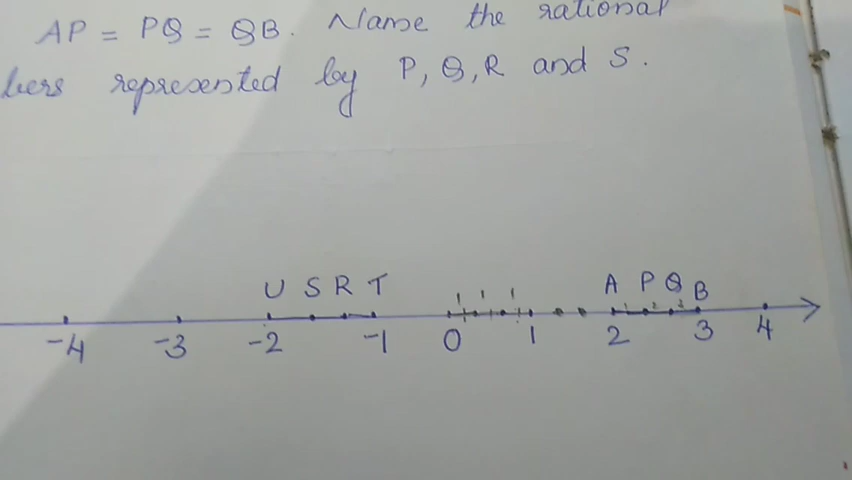 AP = PQ = QB. Name the rational
bers represented by P, Q, R and S.
U S R T A P Q B
-4 -3 -2 -1 0 1 2 3 4